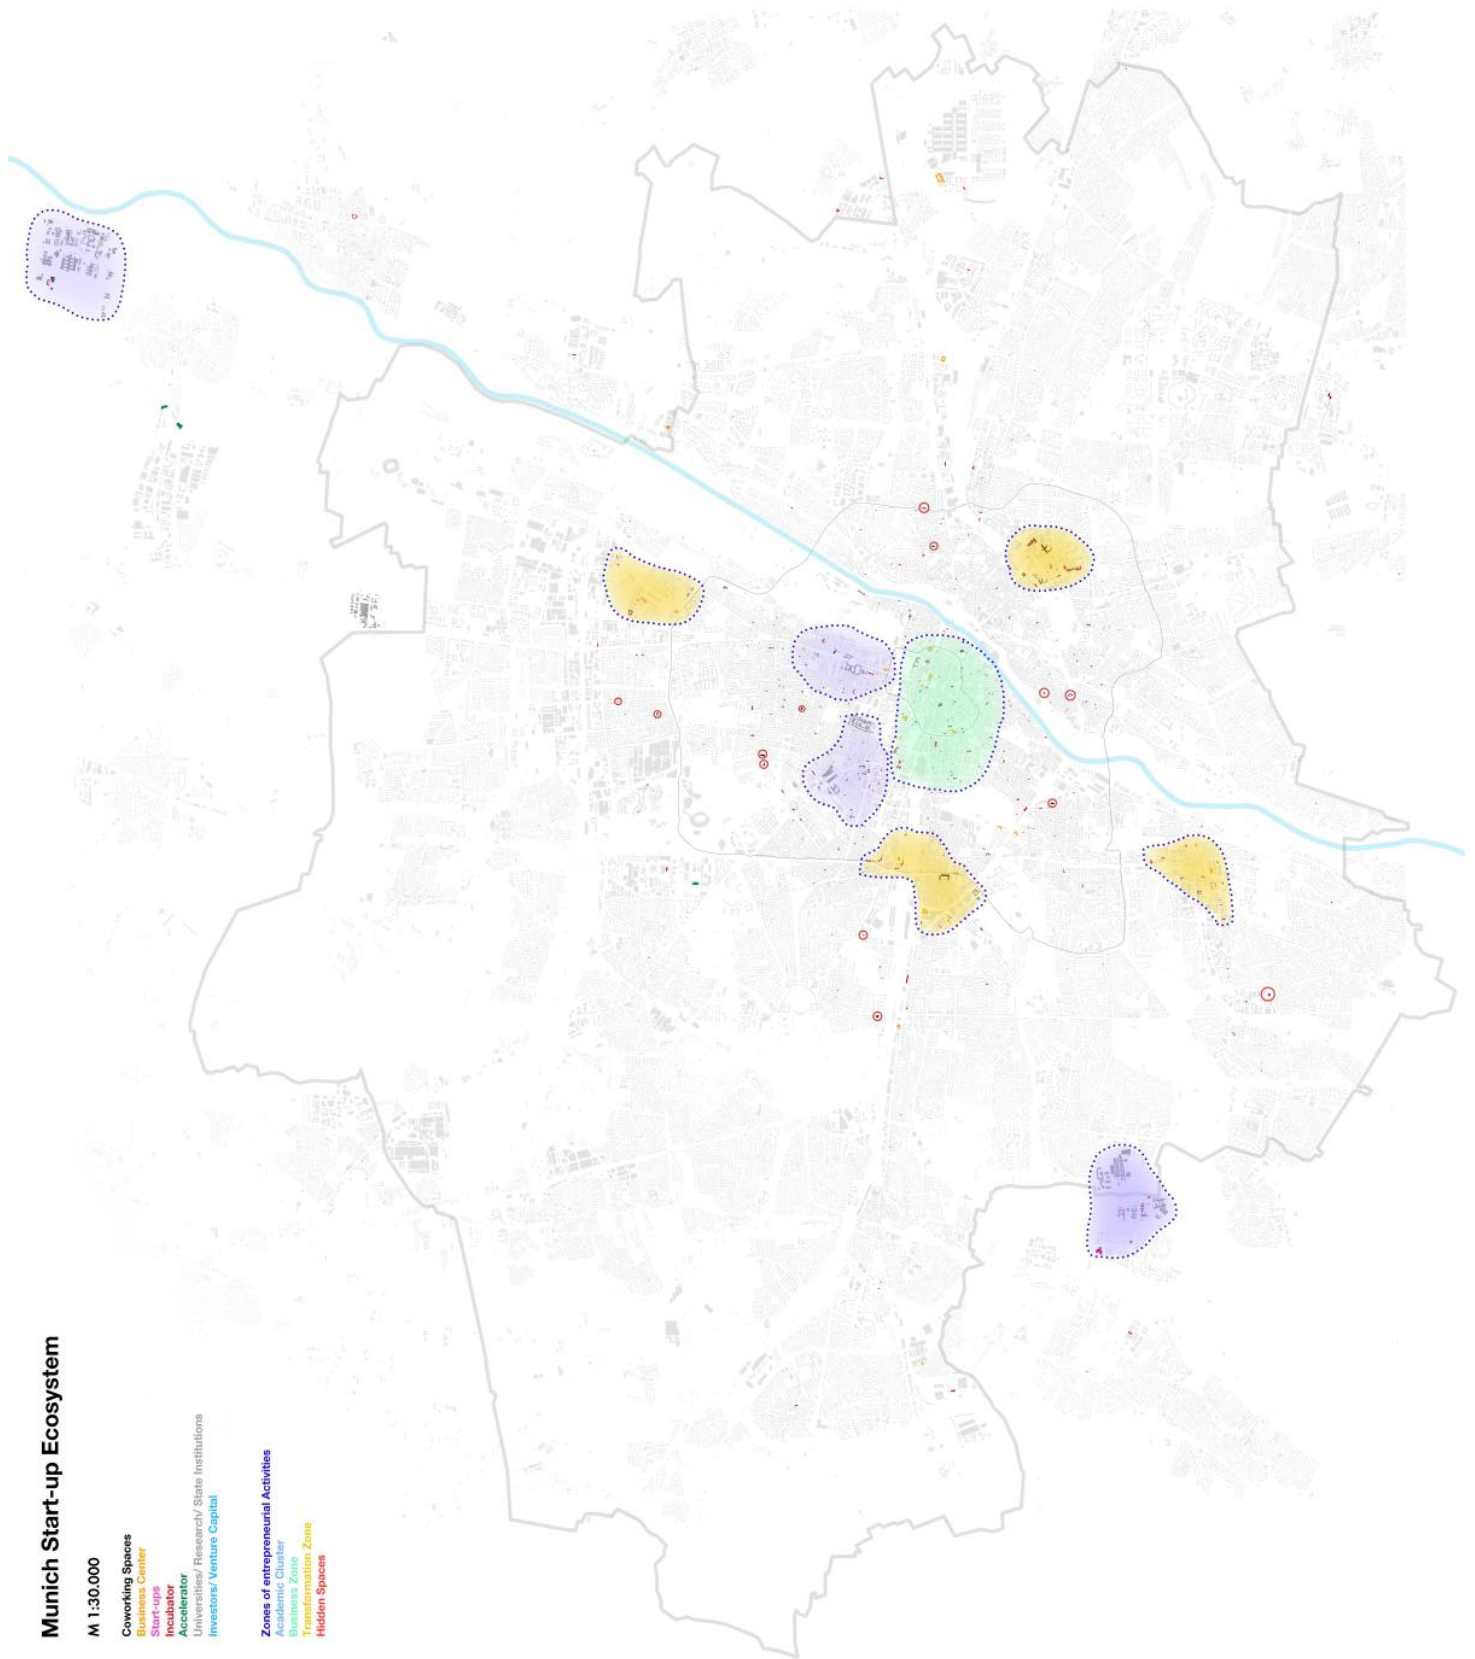 Munich Start-up Ecosystem
M 1:30.000
Coworking Spaces
Business Center
Start-ups
Incubator
Accelerator
Universities/ Research/ State Institutions
Investors/ Venture Capital
Zones of entrepreneurial Activities
Academic Cluster
Business Zone
Transformation Zone
Hidden Spaces